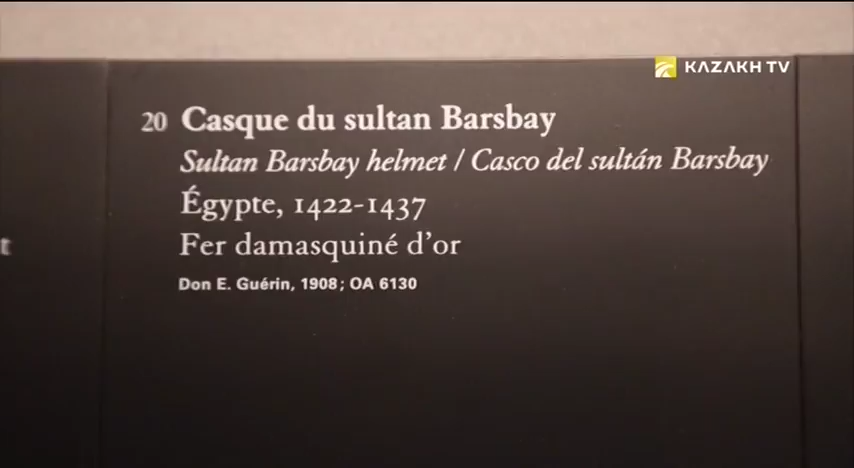 KAZAKH TV
20 Casque du sultan Barsbay
Sultan Barsbay helmet / Casco del sultán Barsbay
Égypte, 1422-1437
Fer damasquiné d'or
Don E. Guérin, 1908; OA 6130
t